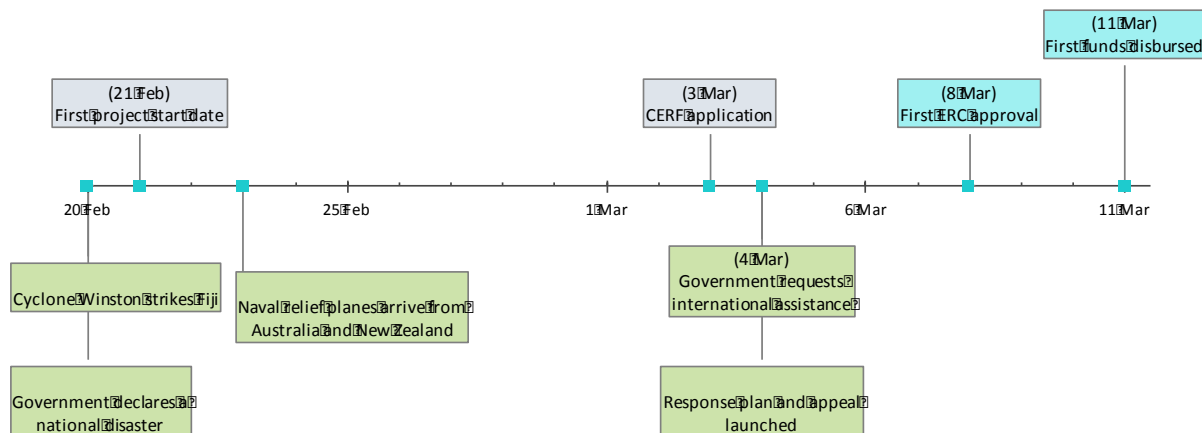 (11 Mar)
First funds disbursed
(21 Feb)
First project start date
(3 Mar)
CERF application
(8 Mar)
First ERC approval
20 Feb
25 Feb
1 Mar
6 Mar
11 Mar
Cyclone Winston strikes Fiji
Naval relief planes arrive from
Australia and New Zealand
(4 Mar)
Government requests
international assistance
Government declares a
national disaster
Response plan and appeal
launched